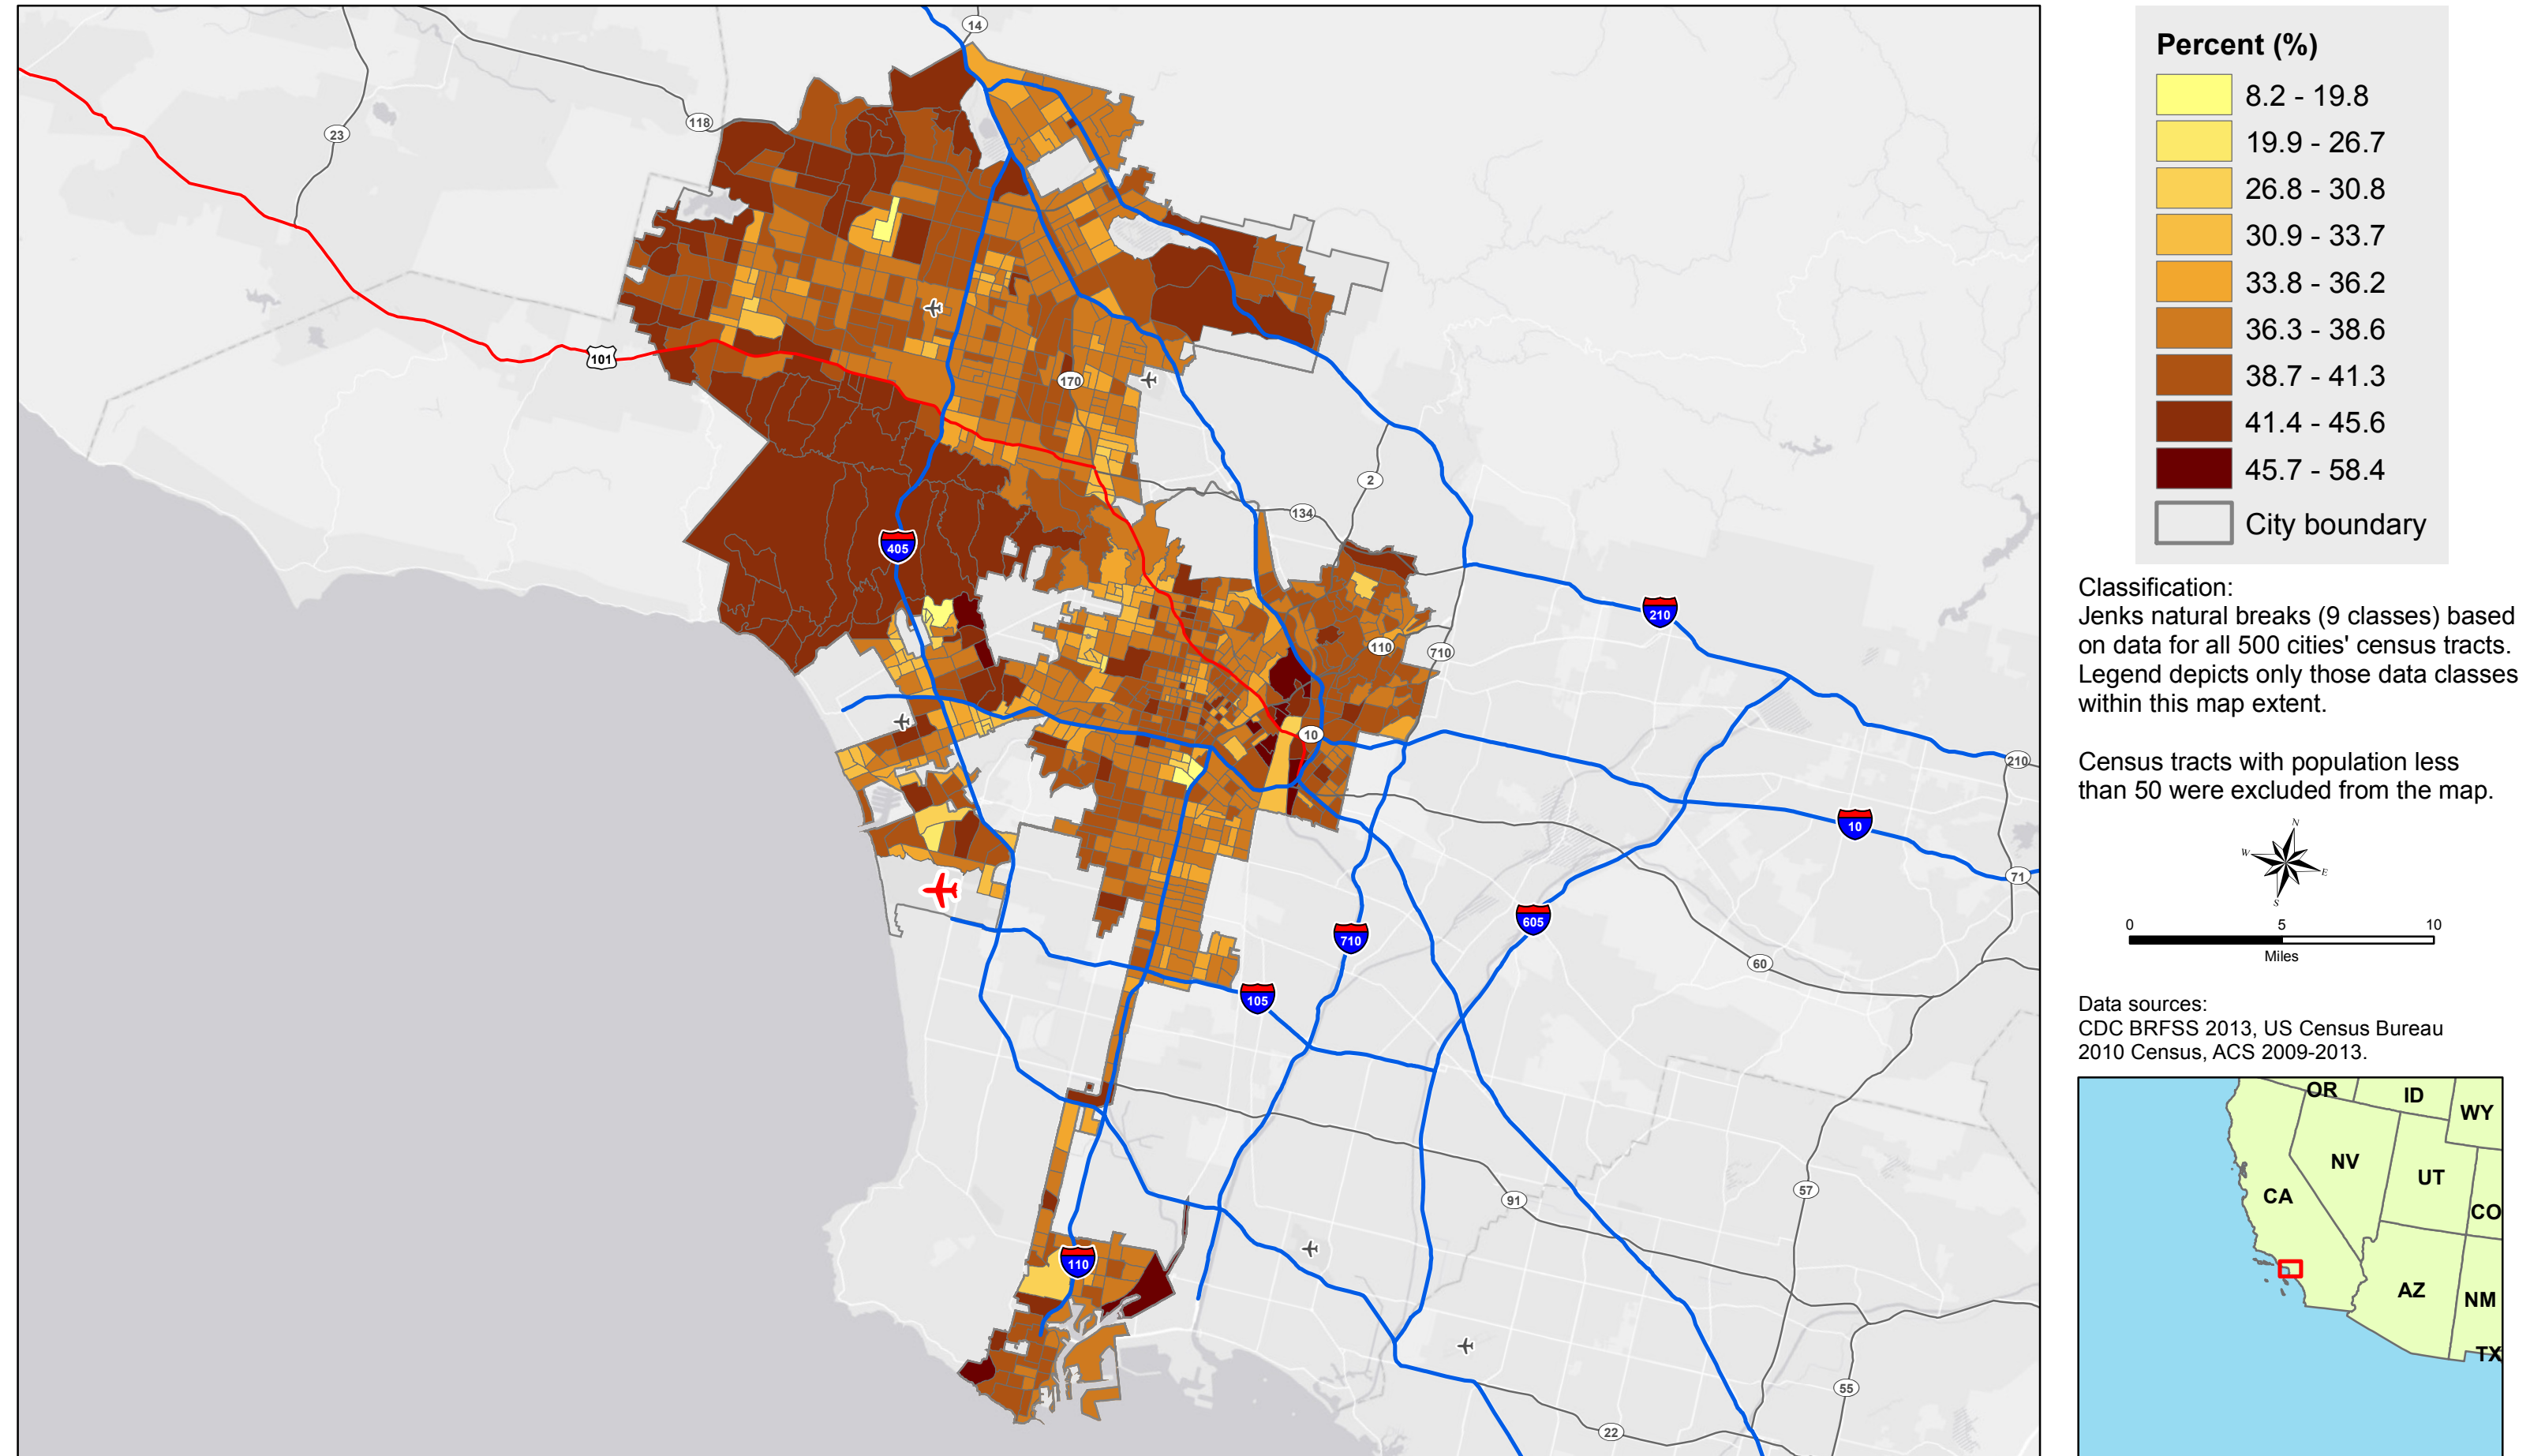 14
118
23
101
170
2
134
405
210
110
710
10
210
10
71
605
710
60
105
91
57
110
55
22
Percent (%)
8.2 - 19.8
19.9 - 26.7
26.8 - 30.8
30.9 - 33.7
33.8 - 36.2
36.3 - 38.6
38.7 - 41.3
41.4 - 45.6
45.7 - 58.4
City boundary
Classification:
Jenks natural breaks (9 classes) based
on data for all 500 cities' census tracts.
Legend depicts only those data classes
within this map extent.
Census tracts with population less
than 50 were excluded from the map.
N
W E
S
0 5 10
Miles
Data sources:
CDC BRFSS 2013, US Census Bureau
2010 Census, ACS 2009-2013.
OR
ID
WY
NV
UT
CA
CO
AZ
NM
TX